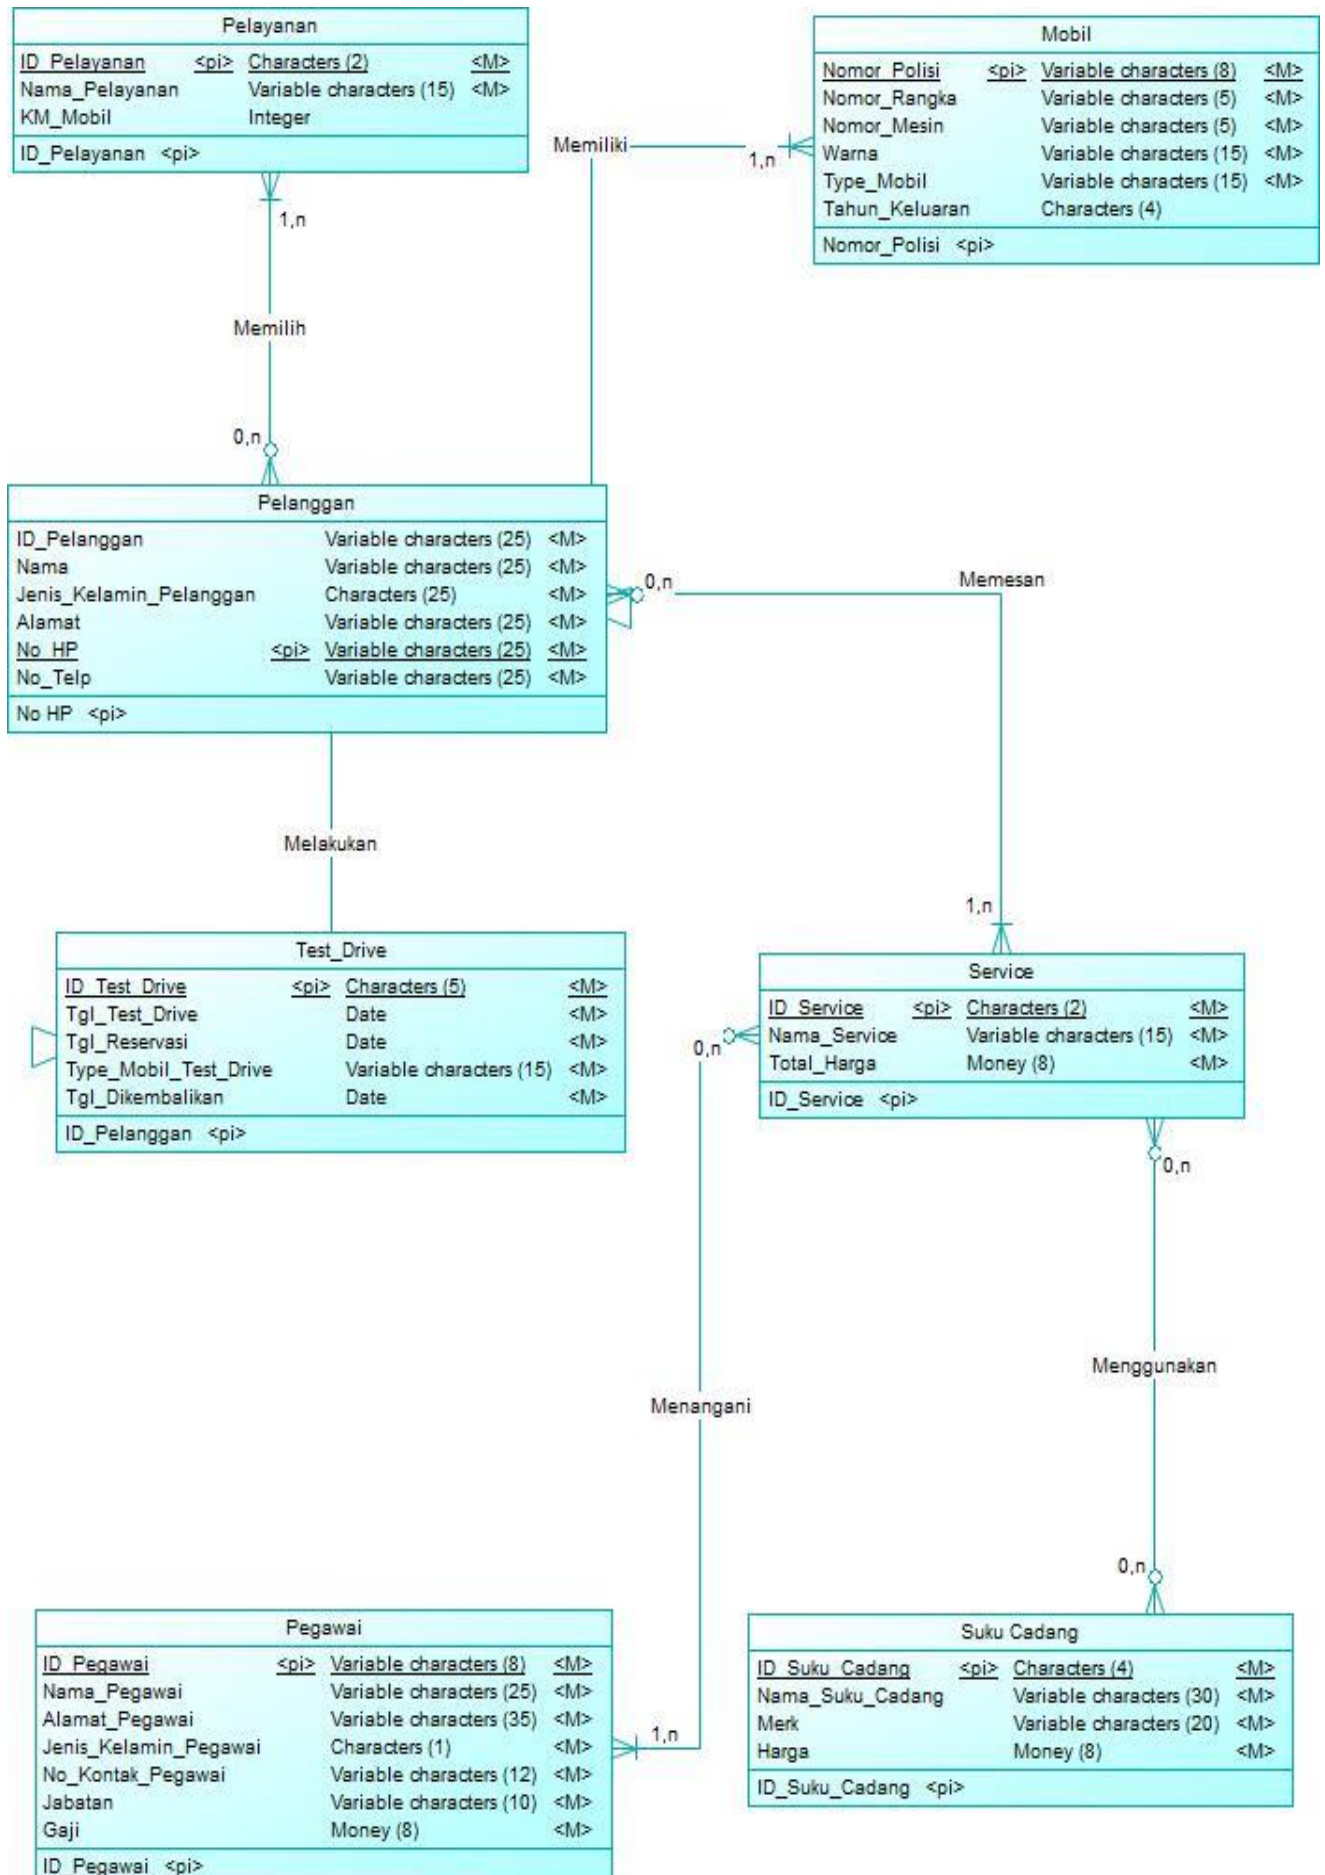 Pelayanan
ID_Pelayanan <pi> Characters (2) <M>
Nama_Pelayanan Variable characters (15) <M>
KM_Mobil Integer
ID_Pelayanan <pi>
Mobil
Nomor_Polisi <pi> Variable characters (8) <M>
Nomor_Rangka Variable characters (5) <M>
Nomor_Mesin Variable characters (5) <M>
Warna Variable characters (15) <M>
Type_Mobil Variable characters (15) <M>
Tahun_Keluaran Characters (4)
Nomor_Polisi <pi>
Memiliki
1,n
1,n
Memilih
0,n
Pelanggan
ID_Pelanggan Variable characters (25) <M>
Nama Variable characters (25) <M>
Jenis_Kelamin_Pelanggan Characters (25) <M>
Alamat Variable characters (25) <M>
No HP <pi> Variable characters (25) <M>
No_Telp Variable characters (25) <M>
No HP <pi>
0,n
Memesan
1,n
Melakukan
Test_Drive
ID_Test_Drive <pi> Characters (5) <M>
Tgl_Test_Drive Date <M>
Tgl_Reservasi Date <M>
Type_Mobil_Test_Drive Variable characters (15) <M>
Tgl_Dikembalikan Date <M>
ID_Pelanggan <pi>
Service
ID_Service <pi> Characters (2) <M>
Nama_Service Variable characters (15) <M>
Total_Harga Money (8) <M>
ID_Service <pi>
0,n
0,n
Menggunakan
Menangani
0,n
1,n
Pegawai
ID_Pegawai <pi> Variable characters (8) <M>
Nama_Pegawai Variable characters (25) <M>
Alamat_Pegawai Variable characters (35) <M>
Jenis_Kelamin_Pegawai Characters (1) <M>
No_Kontak_Pegawai Variable characters (12) <M>
Jabatan Variable characters (10) <M>
Gaji Money (8) <M>
ID_Pegawai <pi>
Suku Cadang
ID_Suku_Cadang <pi> Characters (4) <M>
Nama_Suku_Cadang Variable characters (30) <M>
Merk Variable characters (20) <M>
Harga Money (8) <M>
ID_Suku_Cadang <pi>